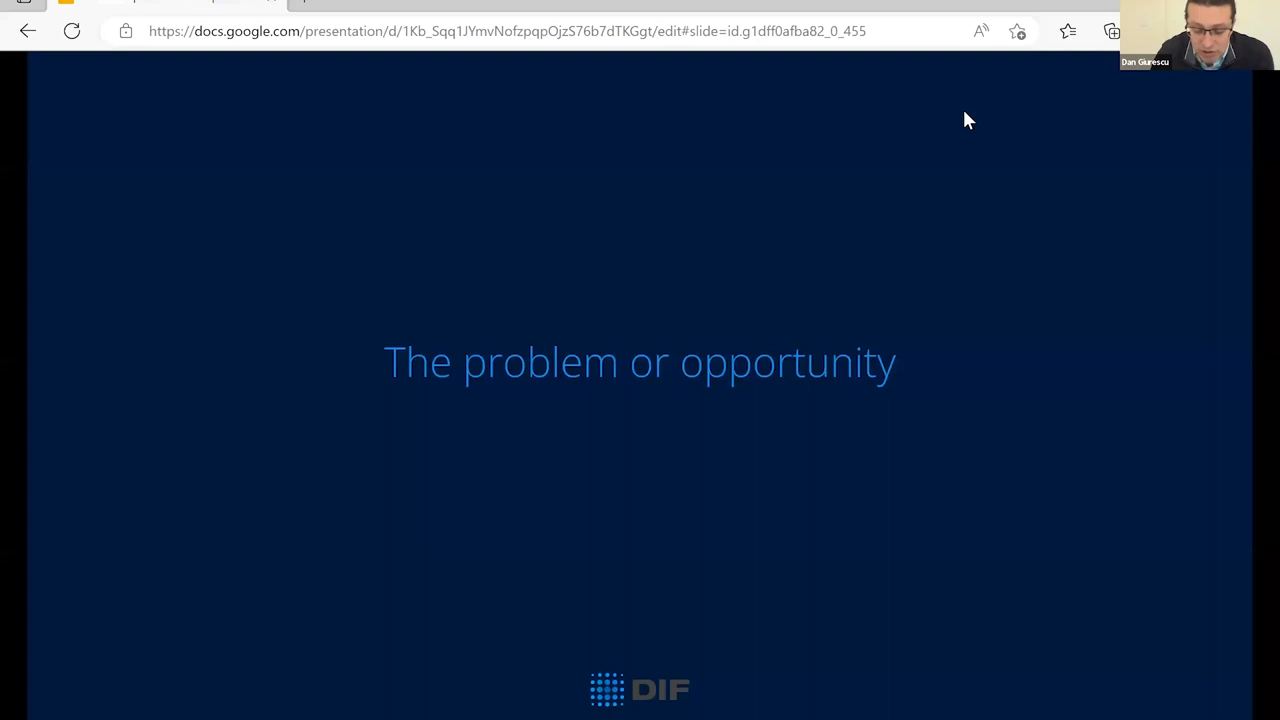 https://docs.google.com/presentation/d/1Kb_Sqq1JYmvNofzpqpOjzS76b7dTKGgt/edit#slide=id.g1dff0afba82_0_455
Dan Giurescu
The problem or opportunity
DIF